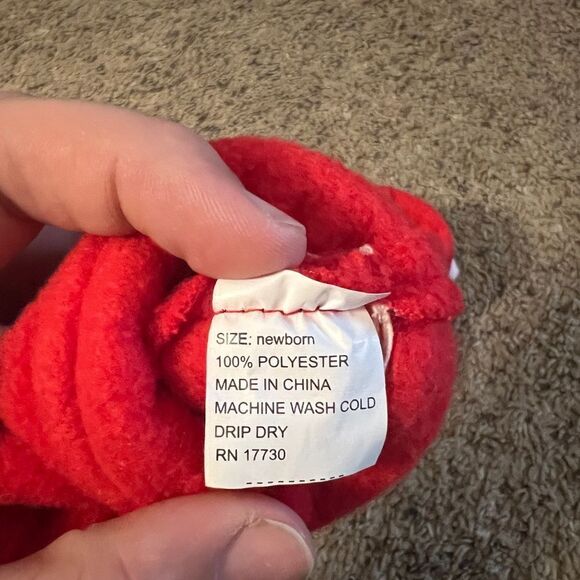 SIZE: newborn
100% POLYESTER
MADE IN CHINA
MACHINE WASH COLD
DRIP DRY
RN 17730